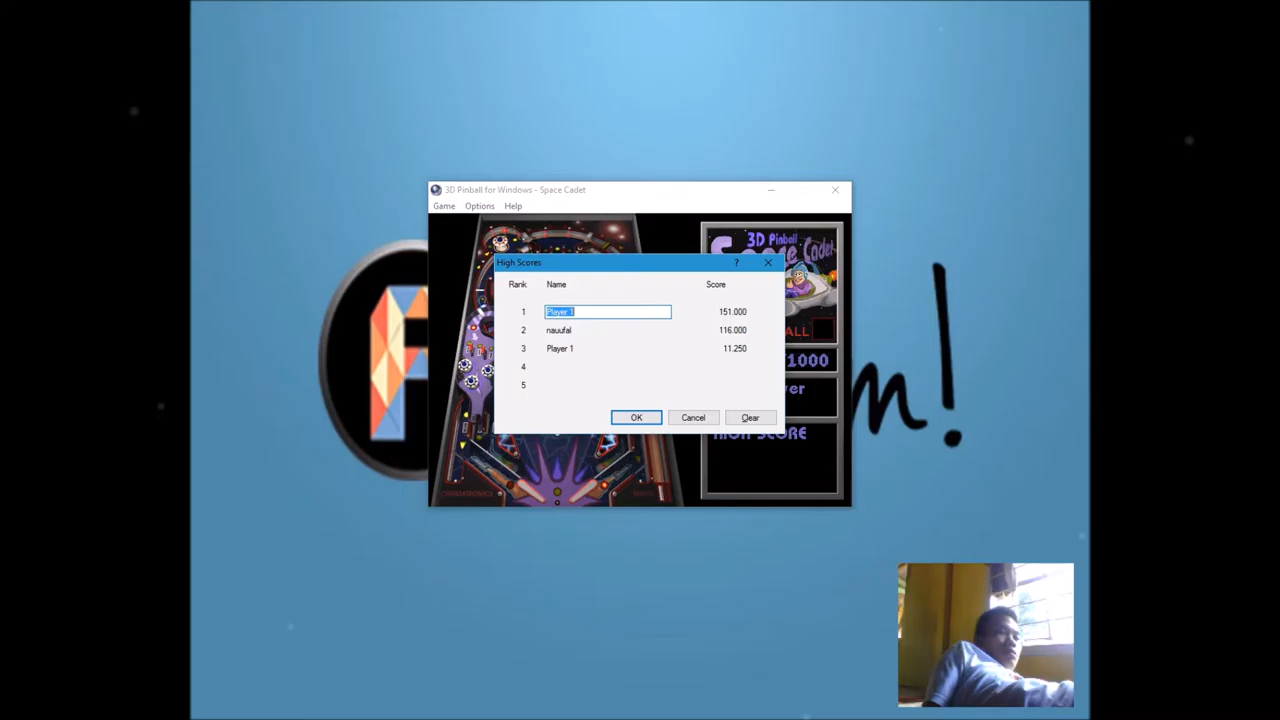 3D Pinball for Windows - Space Cadet
Game Options Help
3D Pinball
Space Cadet
High Scores
Rank Name Score
1 Player 1 151.000
2 nauufal 116.000
3 Player 1 11.250
4
5
OK Cancel Clear
ALL
1000
HIGH SCORE
m!